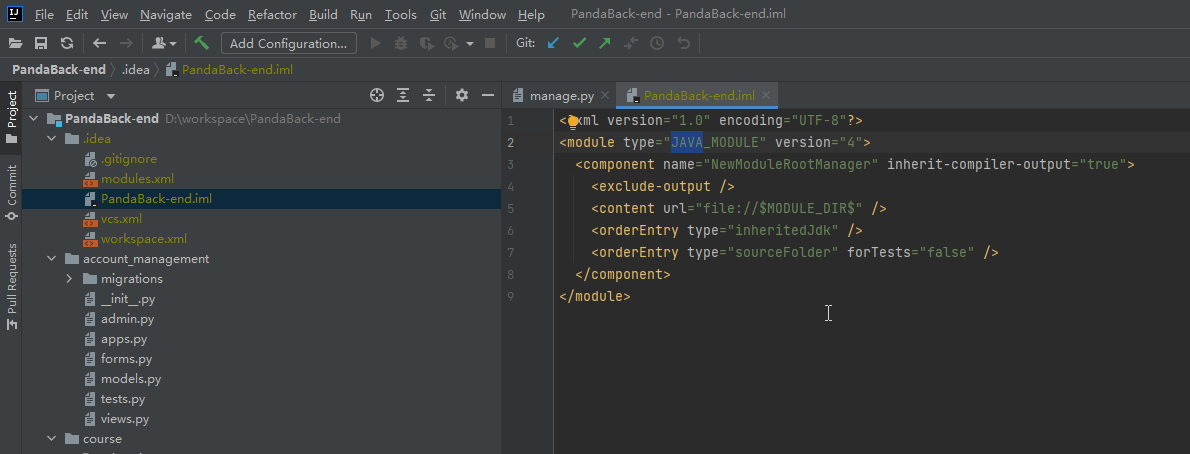 IJ File Edit View Navigate Code Refactor Build Run Tools Git Window Help PandaBack-end - PandaBack-end.iml
Add Configuration... Git:
PandaBack-end .idea PandaBack-end.iml
Project
Commit
Pull Requests
Project
PandaBack-end D:\workspace\PandaBack-end
.idea
.gitignore
modules.xml
PandaBack-end.iml
vcs.xml
workspace.xml
account_management
migrations
__init__.py
admin.py
apps.py
forms.py
models.py
tests.py
views.py
course
manage.py PandaBack-end.iml
1 <?xml version="1.0" encoding="UTF-8"?>
2 <module type="JAVA_MODULE" version="4">
3 <component name="NewModuleRootManager" inherit-compiler-output="true">
4 <exclude-output />
5 <content url="file://$MODULE_DIR$" />
6 <orderEntry type="inheritedJdk" />
7 <orderEntry type="sourceFolder" forTests="false" />
8 </component>
9 </module>